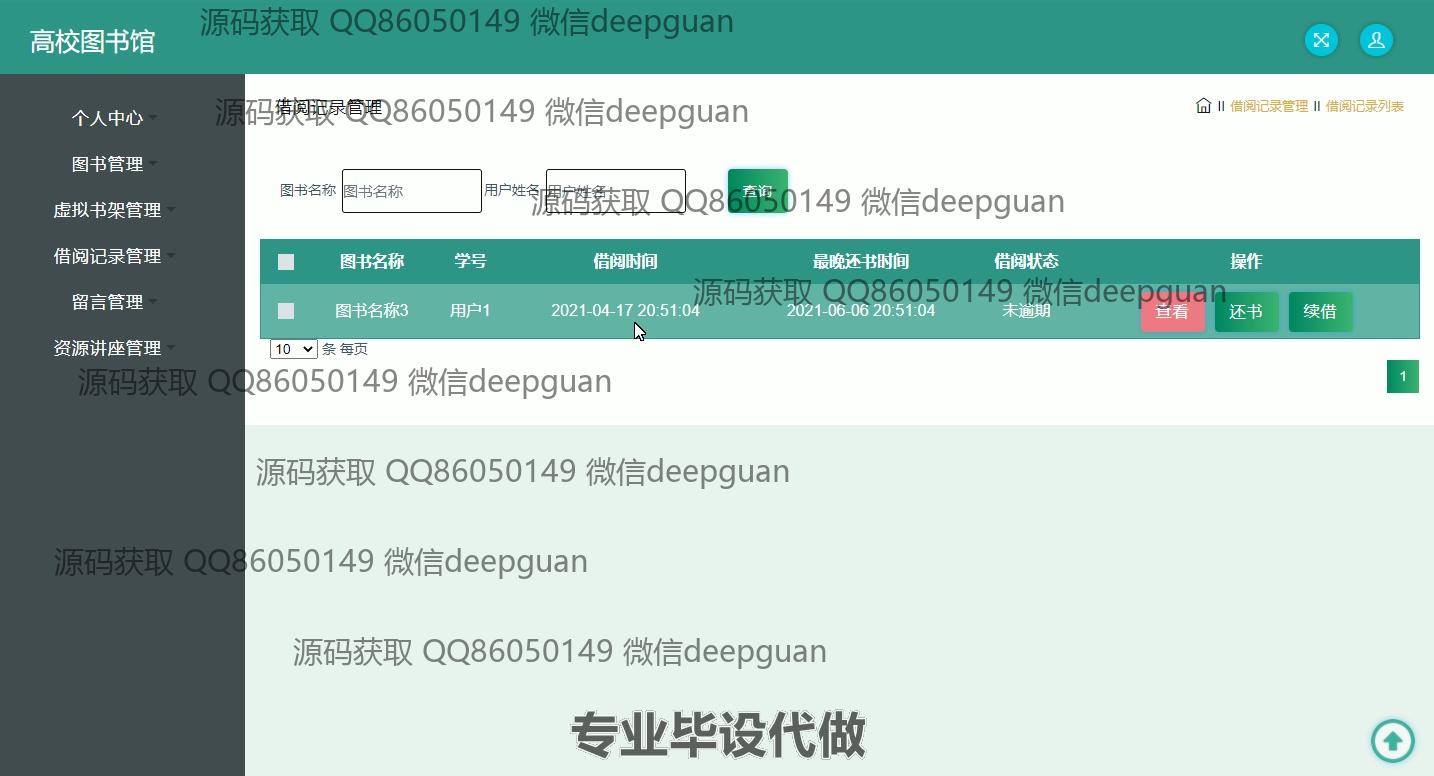 源码获取 QQ86050149 微信deepguan
高校图书馆
源码获取 QQ86050149 微信deepguan
借阅记录管理
借阅记录管理 II 借阅记录列表
个人中心
图书管理
虚拟书架管理
借阅记录管理
留言管理
资源讲座管理
图书名称 图书名称 用户姓名 用户姓名 查询
源码获取 QQ86050149 微信deepguan
图书名称 学号 借阅时间 最晚还书时间 借阅状态 操作
源码获取 QQ86050149 微信deepguan
图书名称3 用户1 2021-04-17 20:51:04 2021-06-06 20:51:04 未逾期 查看 还书 续借
10 条 每页
1
源码获取 QQ86050149 微信deepguan
源码获取 QQ86050149 微信deepguan
源码获取 QQ86050149 微信deepguan
源码获取 QQ86050149 微信deepguan
专业毕设代做